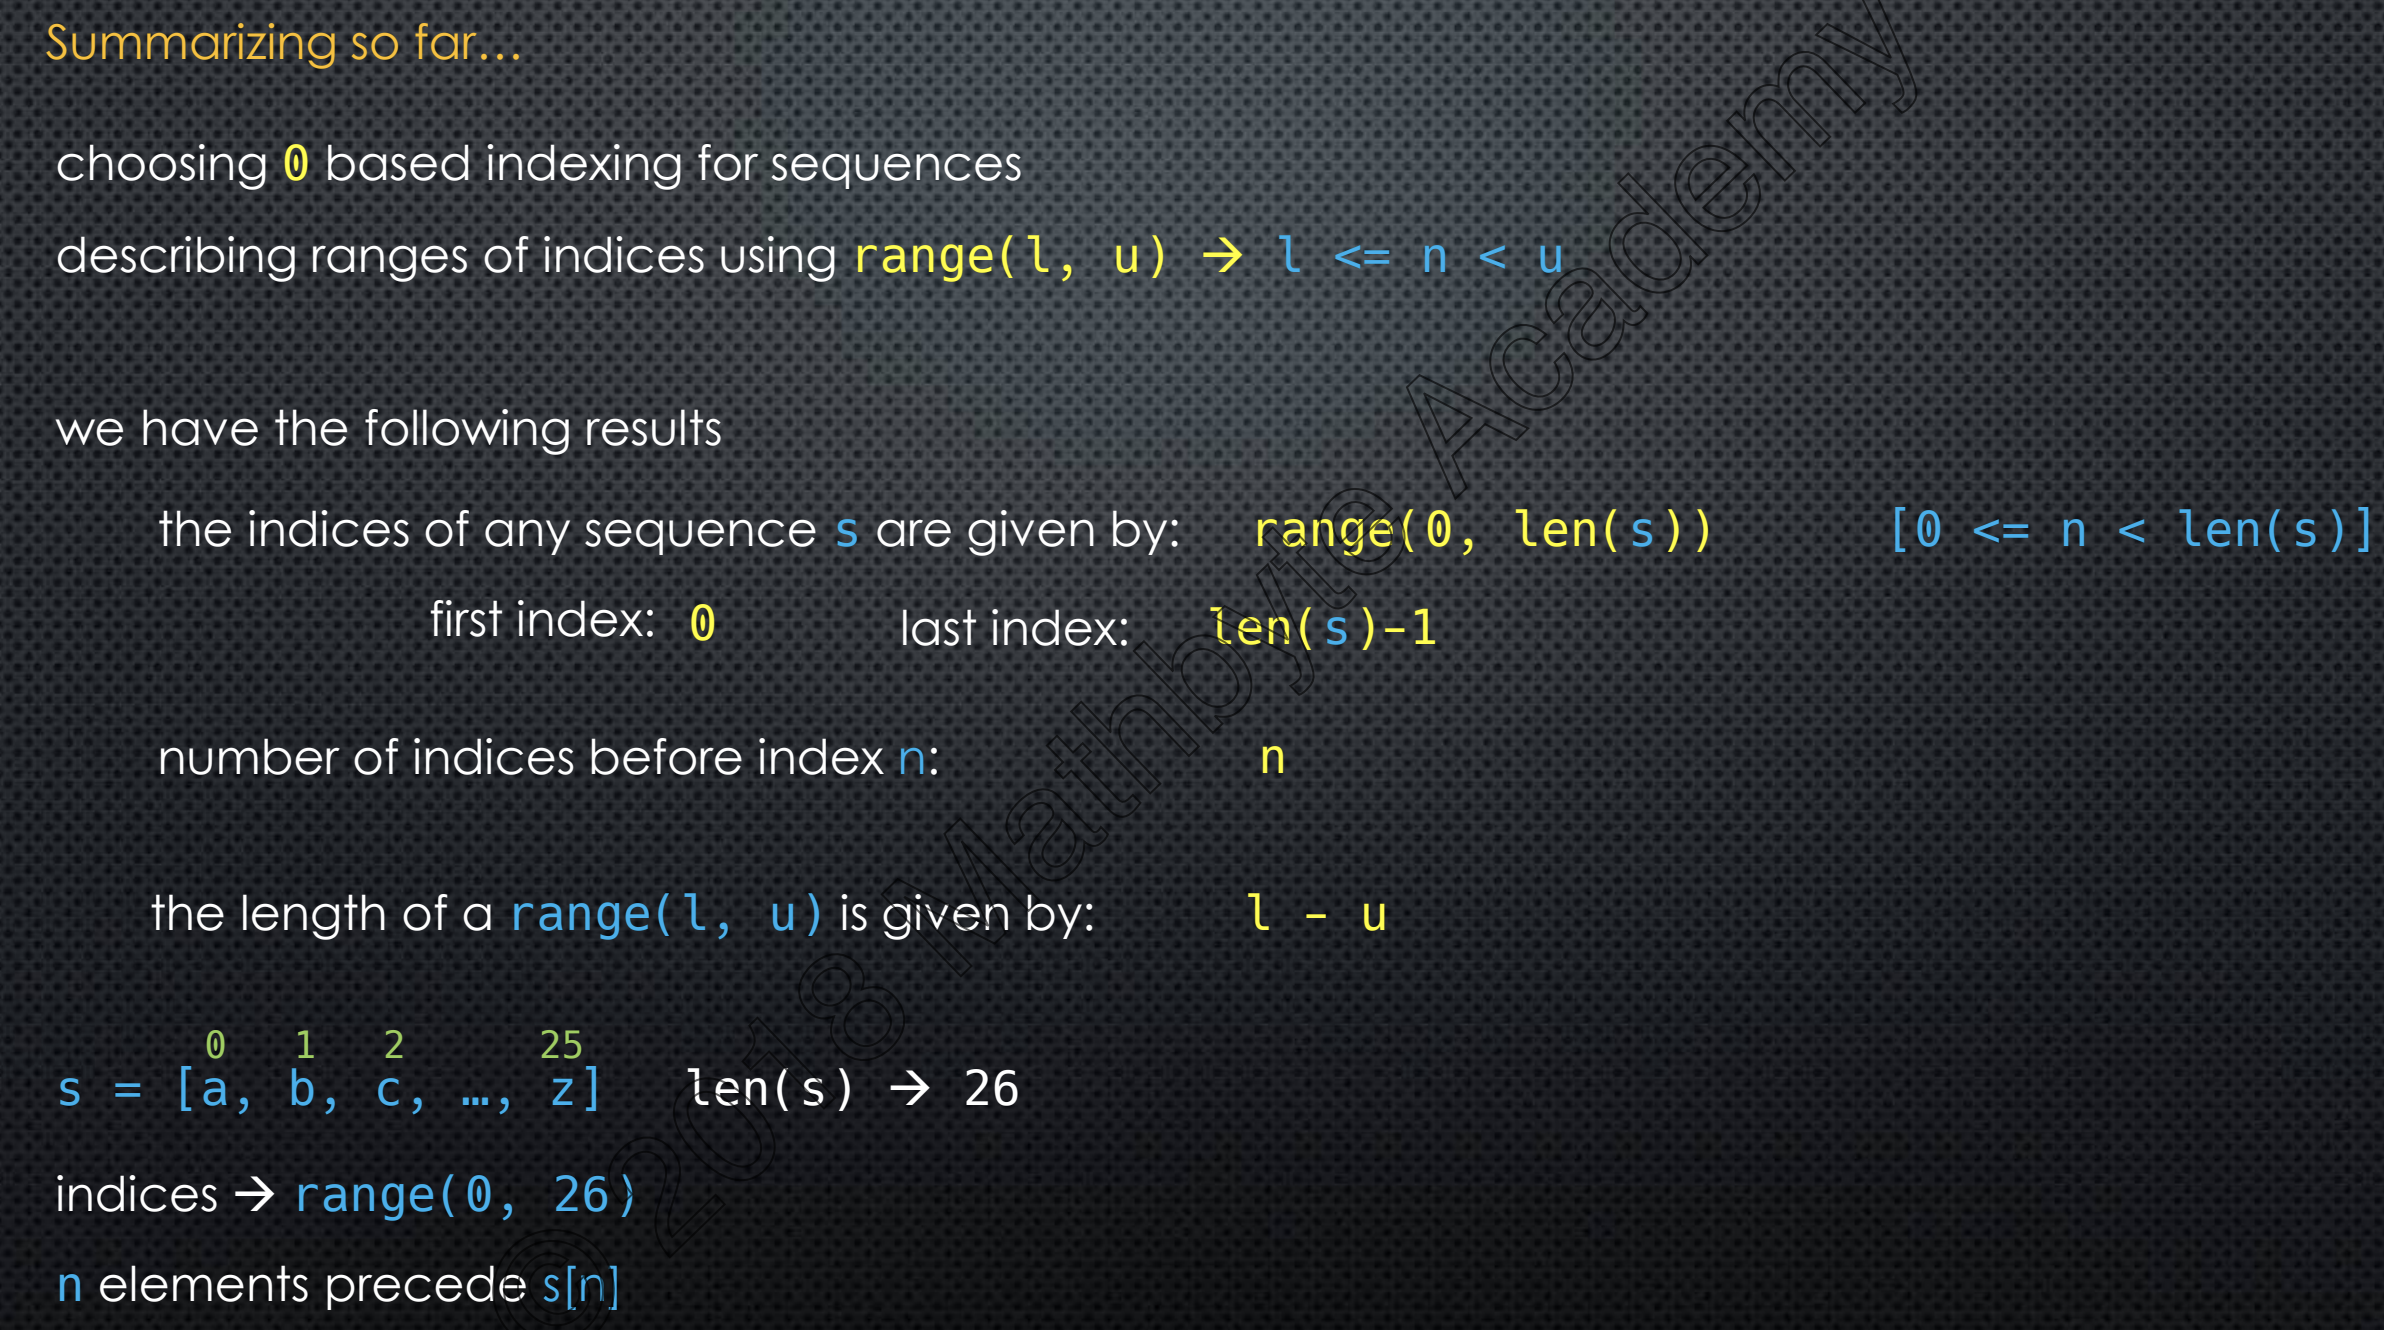 Summarizing so far…
choosing 0 based indexing for sequences
describing ranges of indices using range(l, u) → l <= n < u
we have the following results
the indices of any sequence s are given by: range(0, len(s)) [0 <= n < len(s)]
first index: 0 last index: len(s)-1
number of indices before index n: n
the length of a range(l, u) is given by: l - u
0 1 2 25
s = [a, b, c, …, z] len(s) → 26
indices → range(0, 26)
n elements precede s[n]
© 2018 Mathbyte Academy